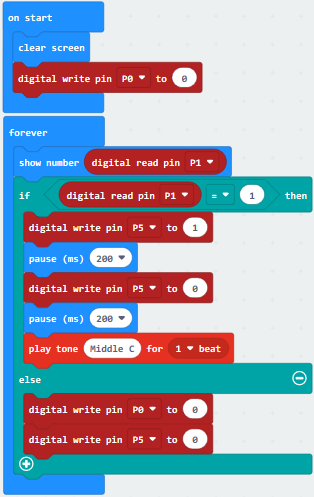 on start
clear screen
digital write pin P0 to 0
forever
show number digital read pin P1
if digital read pin P1 = 1 then
digital write pin P5 to 1
pause (ms) 200
digital write pin P5 to 0
pause (ms) 200
play tone Middle C for 1 beat
else
digital write pin P0 to 0
digital write pin P5 to 0